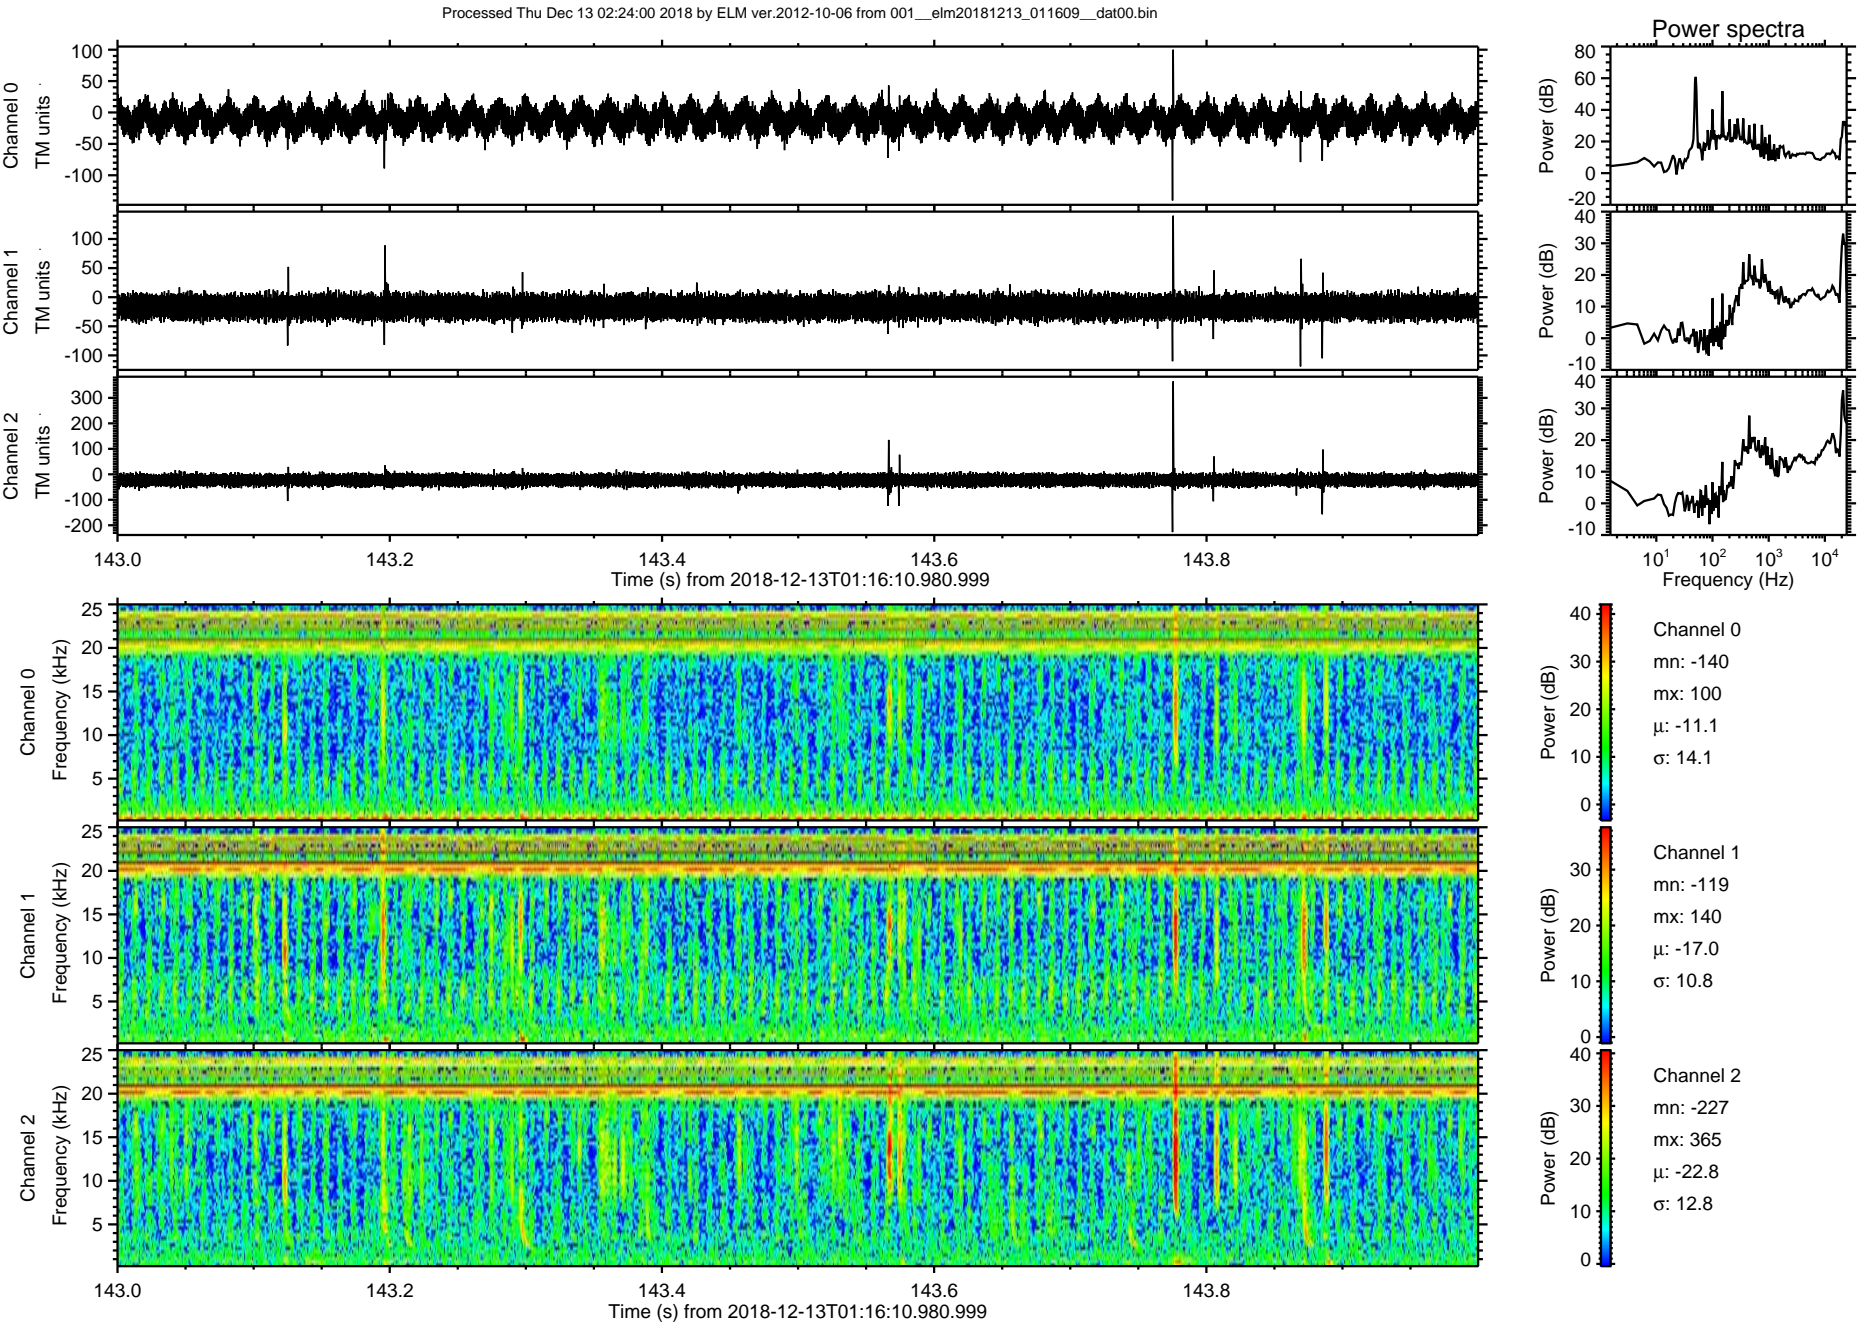 Processed Thu Dec 13 02:24:00 2018 by ELM ver.2012-10-06 from 001__elm20181213_011609__dat00.bin
Power spectra
Channel 0
TM units
100
50
0
-50
-100
Power (dB)
80
60
40
20
0
-20
Channel 1
TM units
100
50
0
-50
-100
Power (dB)
40
30
20
10
0
-10
Channel 2
TM units
300
200
100
0
-100
-200
Power (dB)
40
30
20
10
0
-10
143.0 143.2 143.4 143.6 143.8
Time (s) from 2018-12-13T01:16:10.980.999
10^1 10^2 10^3 10^4
Frequency (Hz)
Channel 0
Frequency (kHz)
25
20
15
10
5
Power (dB)
40
30
20
10
0
Channel 0
mn: -140
mx: 100
μ: -11.1
σ: 14.1
Channel 1
Frequency (kHz)
25
20
15
10
5
Power (dB)
30
20
10
0
Channel 1
mn: -119
mx: 140
μ: -17.0
σ: 10.8
Channel 2
Frequency (kHz)
25
20
15
10
5
Power (dB)
40
30
20
10
0
Channel 2
mn: -227
mx: 365
μ: -22.8
σ: 12.8
143.0 143.2 143.4 143.6 143.8
Time (s) from 2018-12-13T01:16:10.980.999